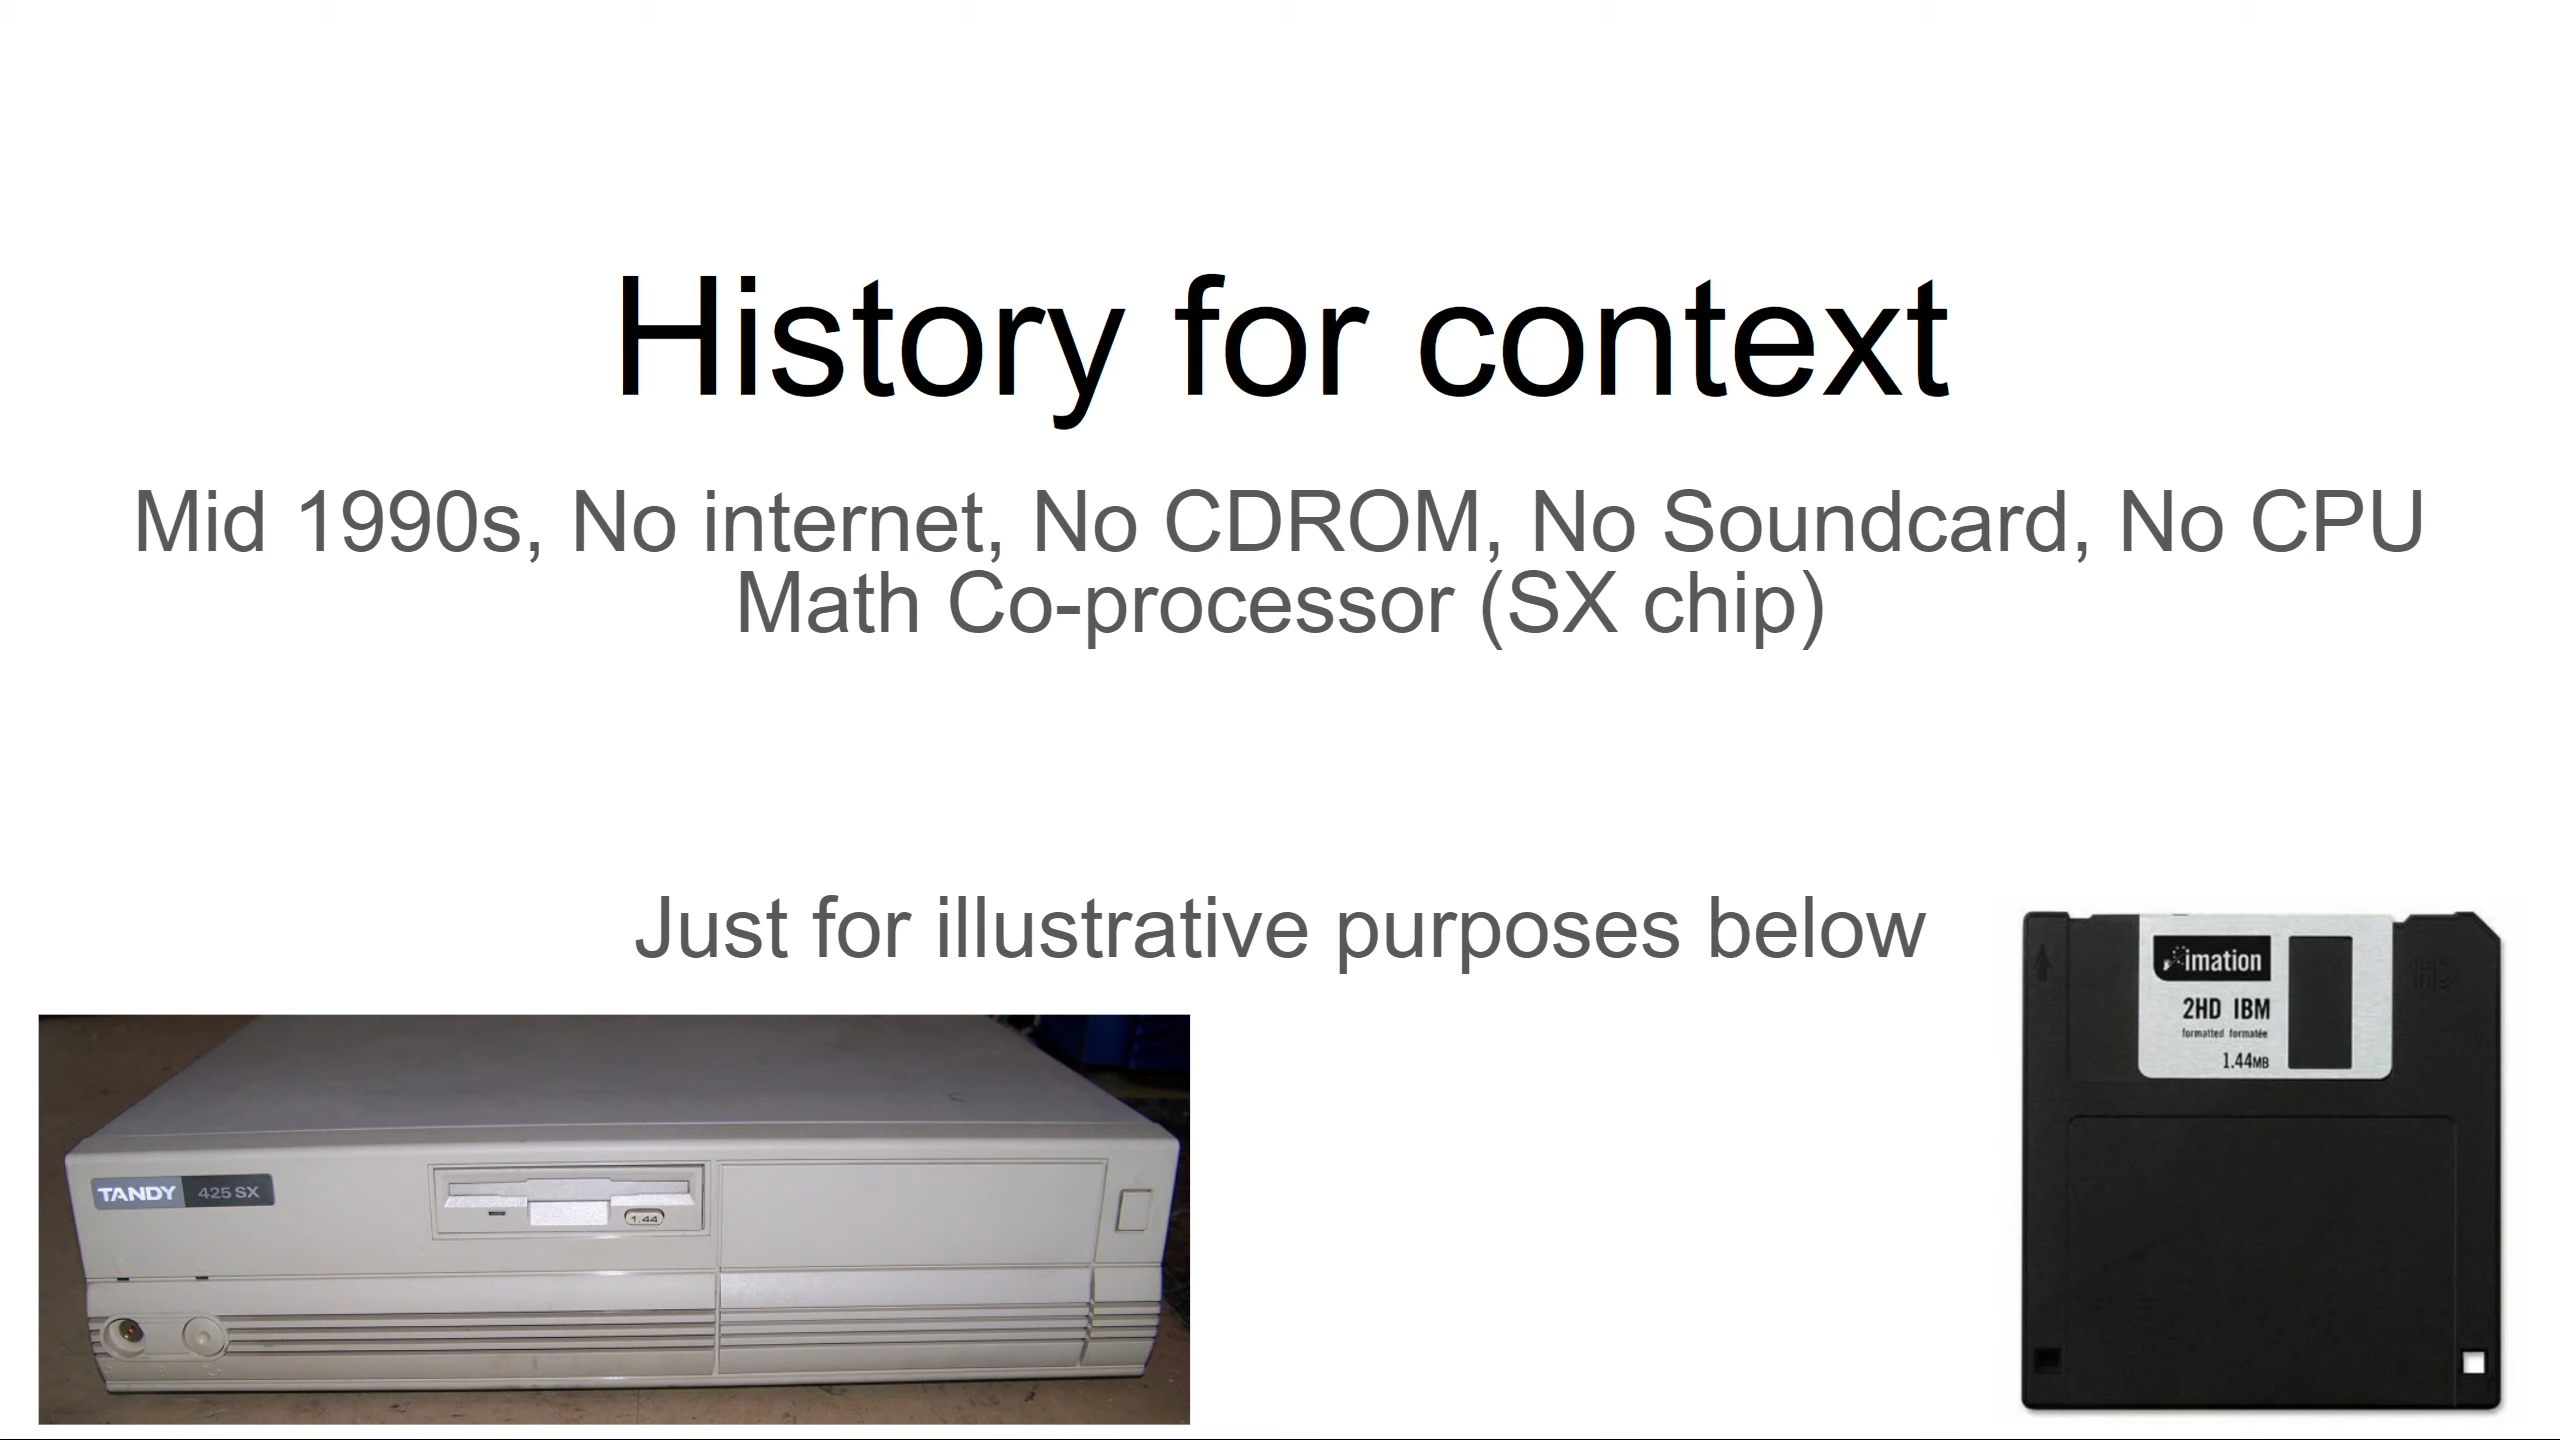 History for context
Mid 1990s, No internet, No CDROM, No Soundcard, No CPU
Math Co-processor (SX chip)
Just for illustrative purposes below
imation
2HD IBM
formatted formatée
1.44MB
HD
TANDY 425 SX
1.44